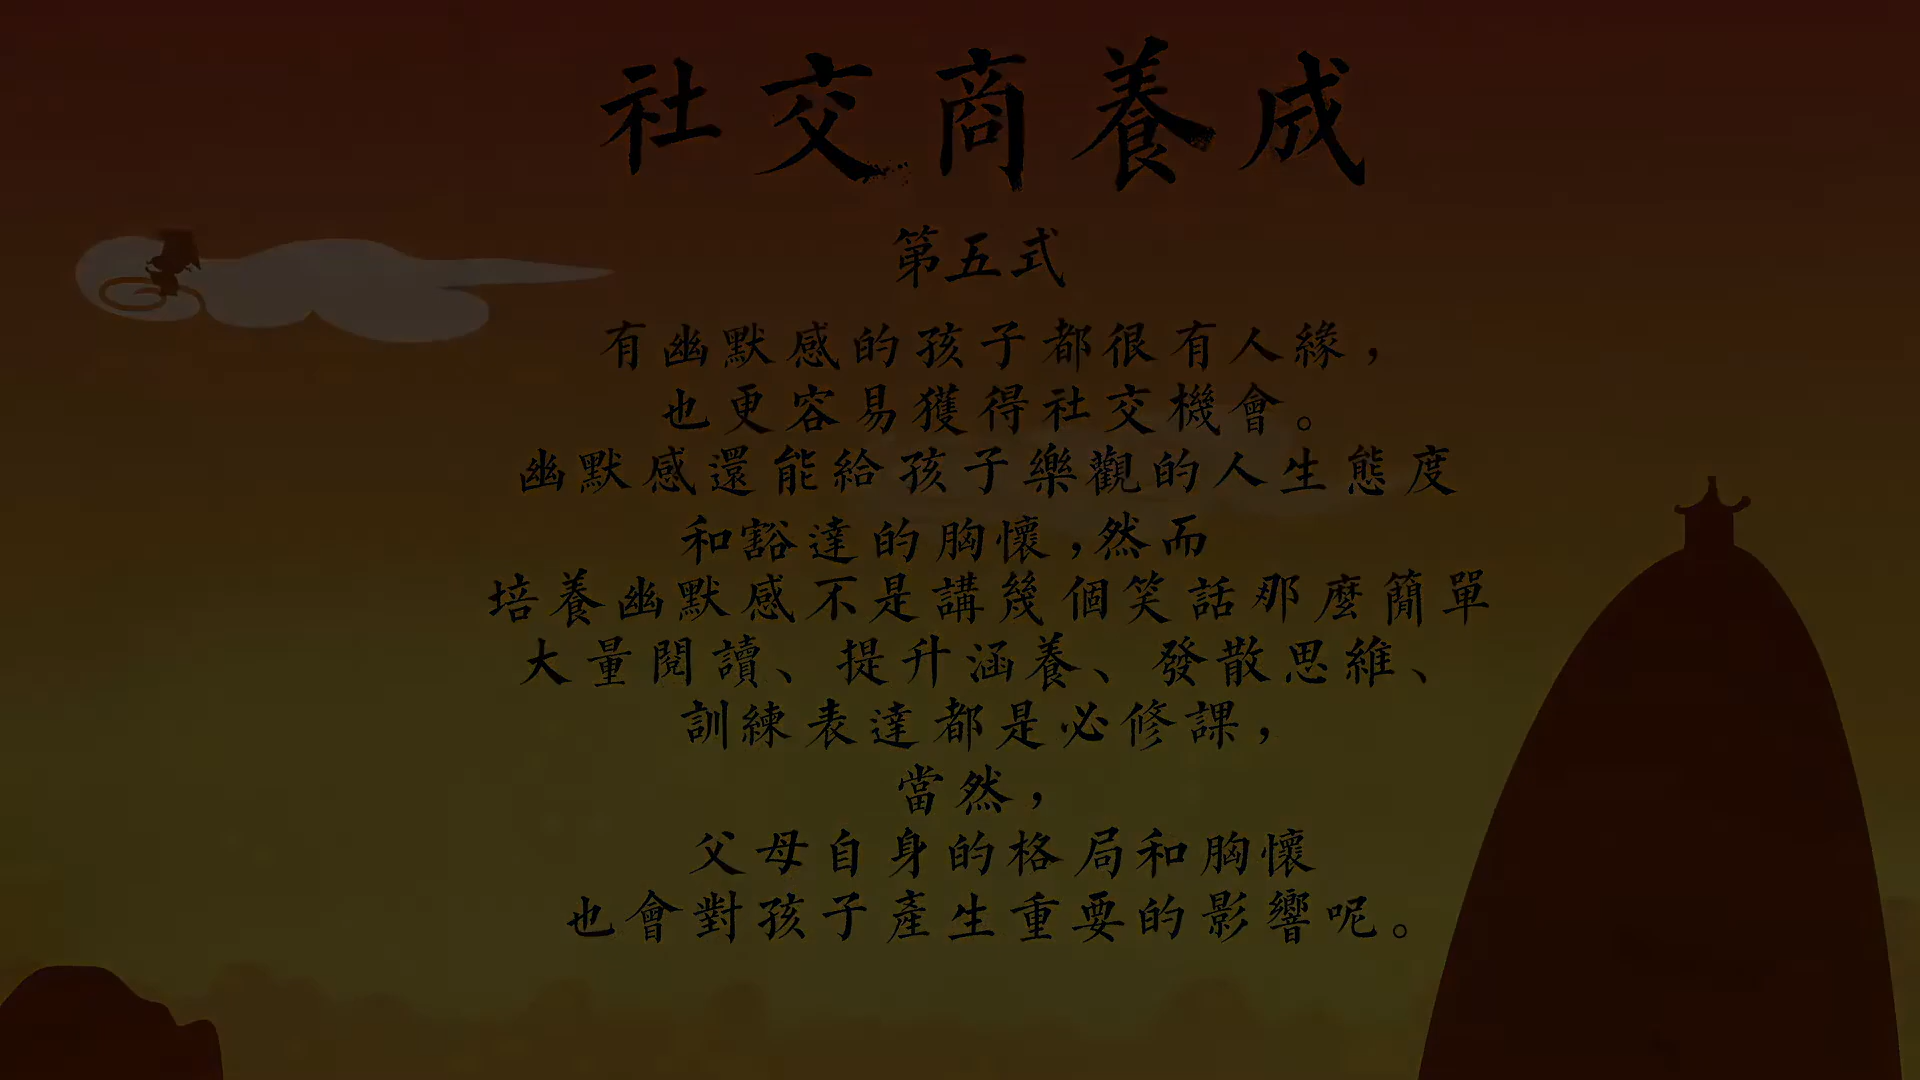 社交商養成
第五式
有幽默感的孩子都很有人緣，
也更容易獲得社交機會。
幽默感還能給孩子樂觀的人生態度
和豁達的胸懷，然而
培養幽默感不是講幾個笑話那麼簡單
大量閱讀、提升涵養、發散思維、
訓練表達都是必修課，
當然，
父母自身的格局和胸懷
也會對孩子產生重要的影響呢。